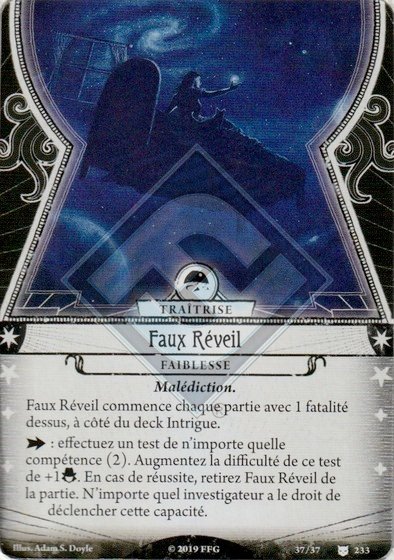 TRAÎTRISE
Faux Réveil
FAIBLESSE
Malédiction.
Faux Réveil commence chaque partie avec 1 fatalité
dessus, à côté du deck Intrigue.
: effectuez un test de n'importe quelle
compétence (2). Augmentez la difficulté de ce test
de +1 . En cas de réussite, retirez Faux Réveil de
la partie. N'importe quel investigateur a le droit de
déclencher cette capacité.
Illus. Adam S. Doyle © 2019 FFG 37/37 233